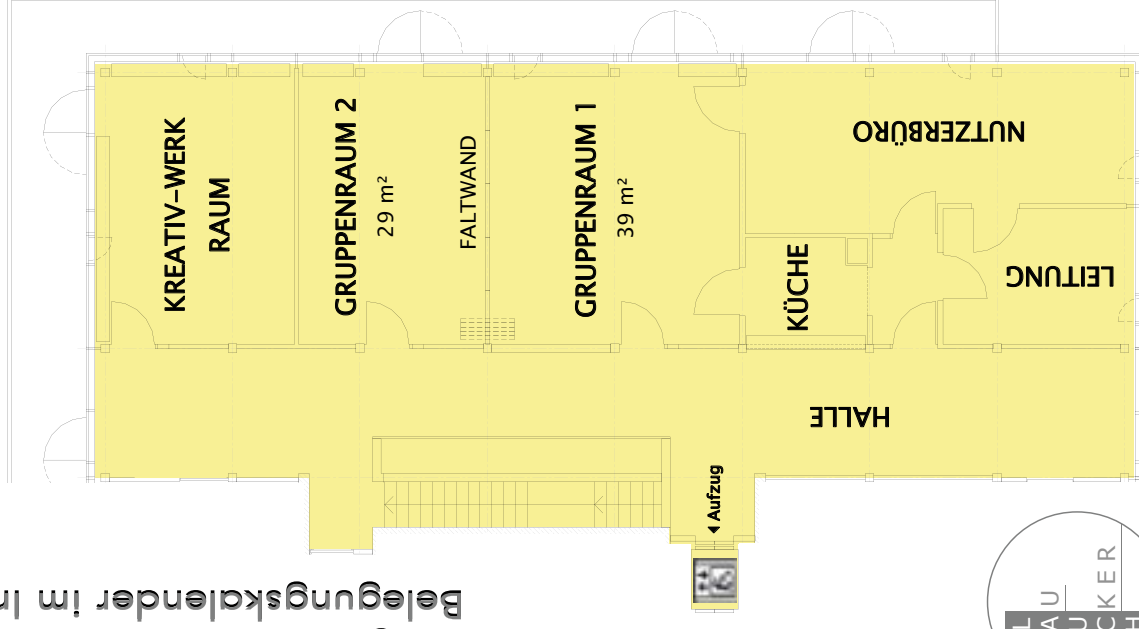 KREATIV–WERK
RAUM
GRUPPENRAUM 2
29 m²
FALTWAND
GRUPPENRAUM 1
39 m²
NUTZERBÜRO
KÜCHE
LEITUNG
HALLE
Aufzug
Belegungskalender im